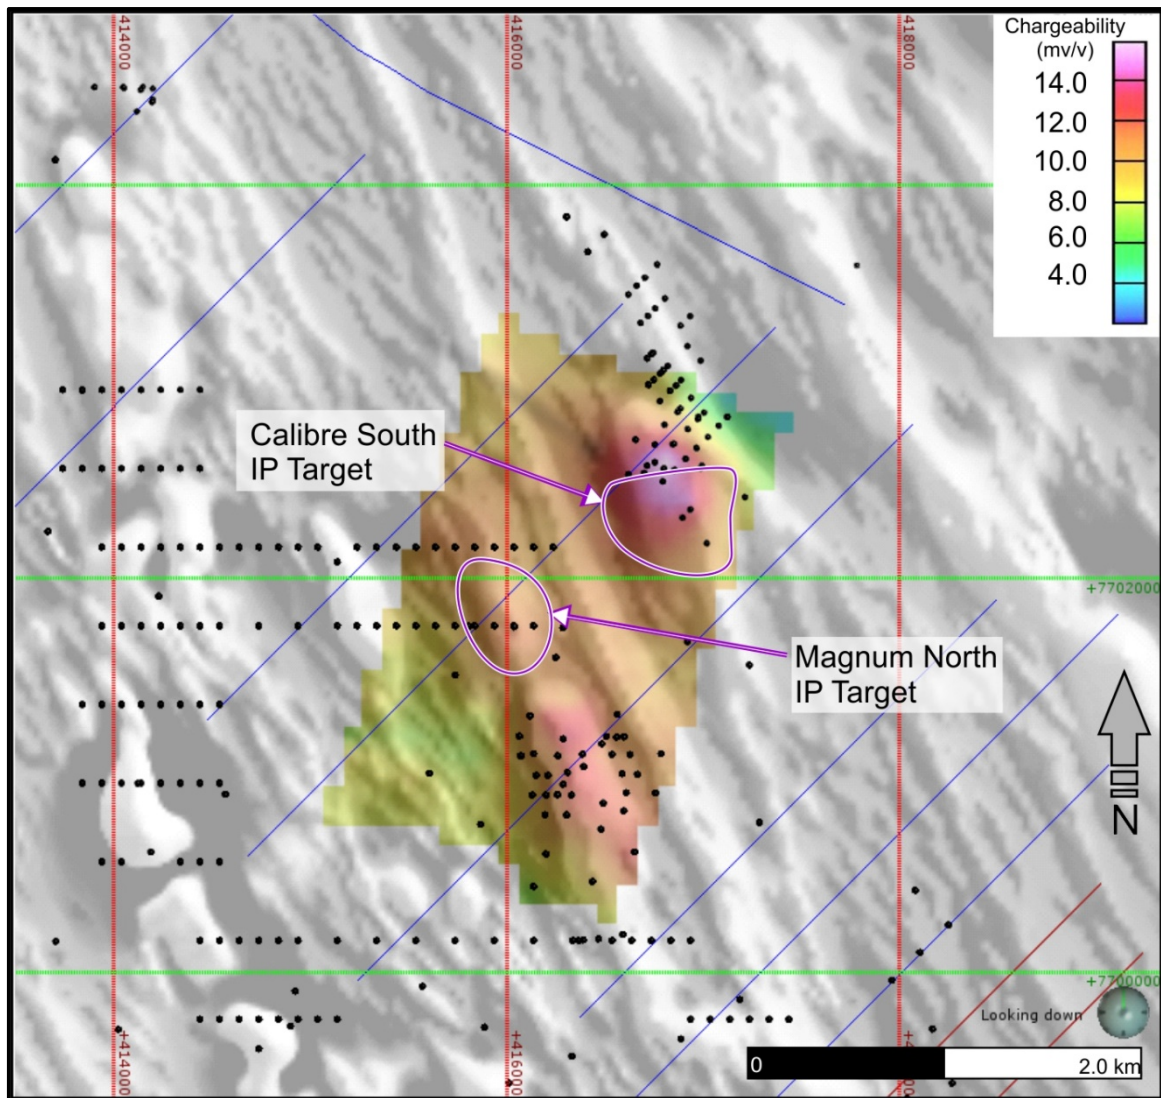 414000
416000
418000
Chargeability
(mv/v)
14.0
12.0
10.0
8.0
6.0
4.0
Calibre South
IP Target
+7702000
Magnum North
IP Target
N
+7700000
Looking down
+414000
+416000
0
2.0 km